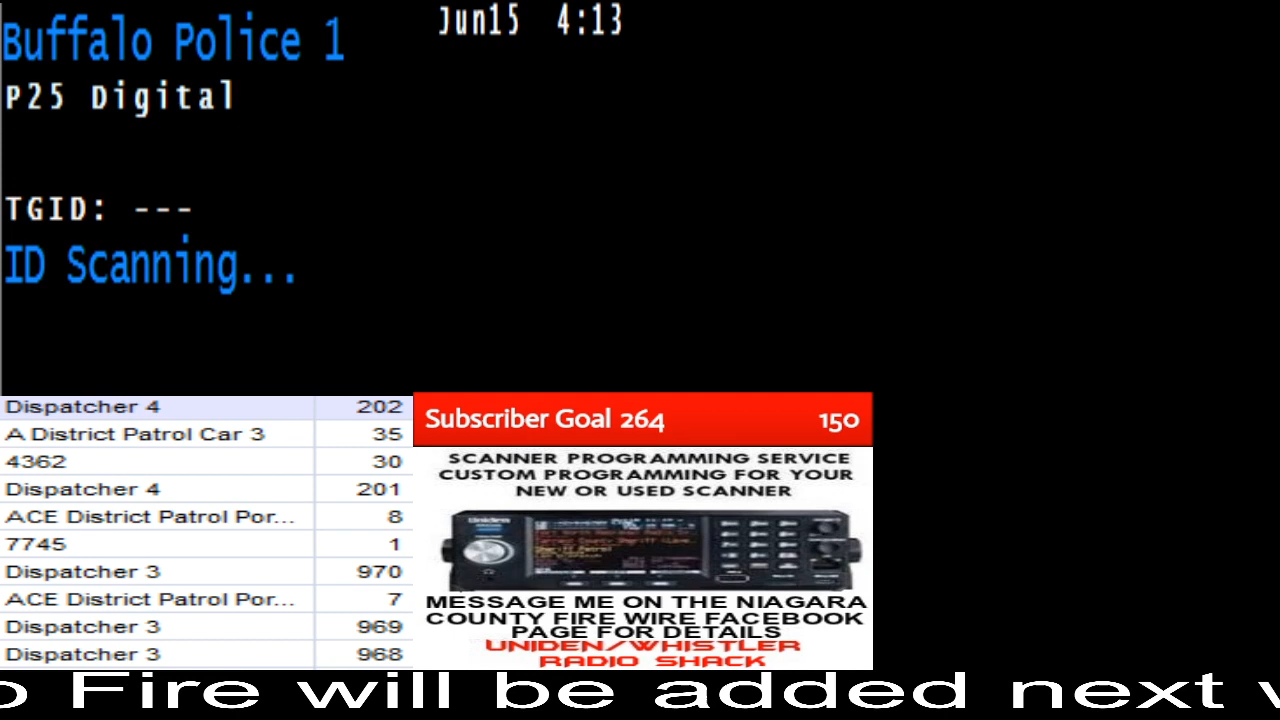 Buffalo Police 1
Jun15 4:13
P25 Digital
TGID: ---
ID Scanning...
Dispatcher 4 202
A District Patrol Car 3 35
4362 30
Dispatcher 4 201
ACE District Patrol Por... 8
7745 1
Dispatcher 3 970
ACE District Patrol Por... 7
Dispatcher 3 969
Dispatcher 3 968
Subscriber Goal 264 150
SCANNER PROGRAMMING SERVICE
CUSTOM PROGRAMMING FOR YOUR
NEW OR USED SCANNER
Uniden
MESSAGE ME ON THE NIAGARA
COUNTY FIRE WIRE FACEBOOK
PAGE FOR DETAILS
UNIDEN/WHISTLER
RADIO SHACK
o Fire will be added next